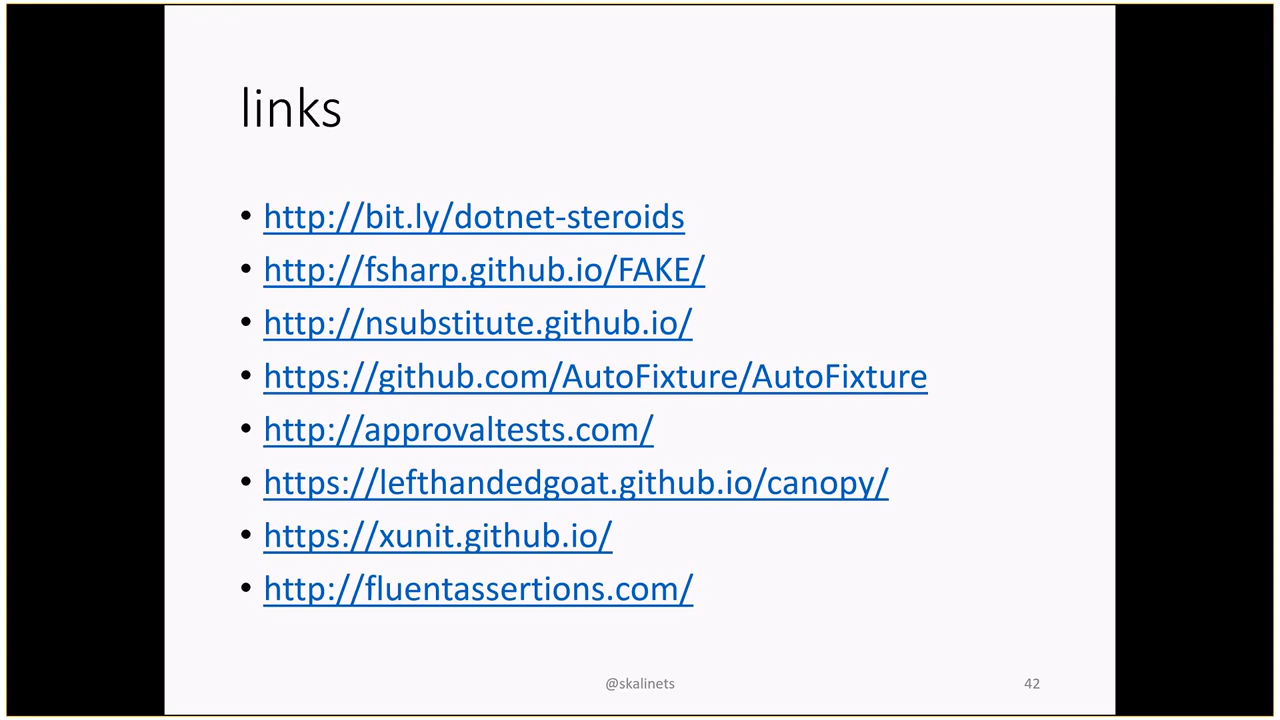 links
• http://bit.ly/dotnet-steroids
• http://fsharp.github.io/FAKE/
• http://nsubstitute.github.io/
• https://github.com/AutoFixture/AutoFixture
• http://approvaltests.com/
• https://lefthandedgoat.github.io/canopy/
• https://xunit.github.io/
• http://fluentassertions.com/
@skalinets
42